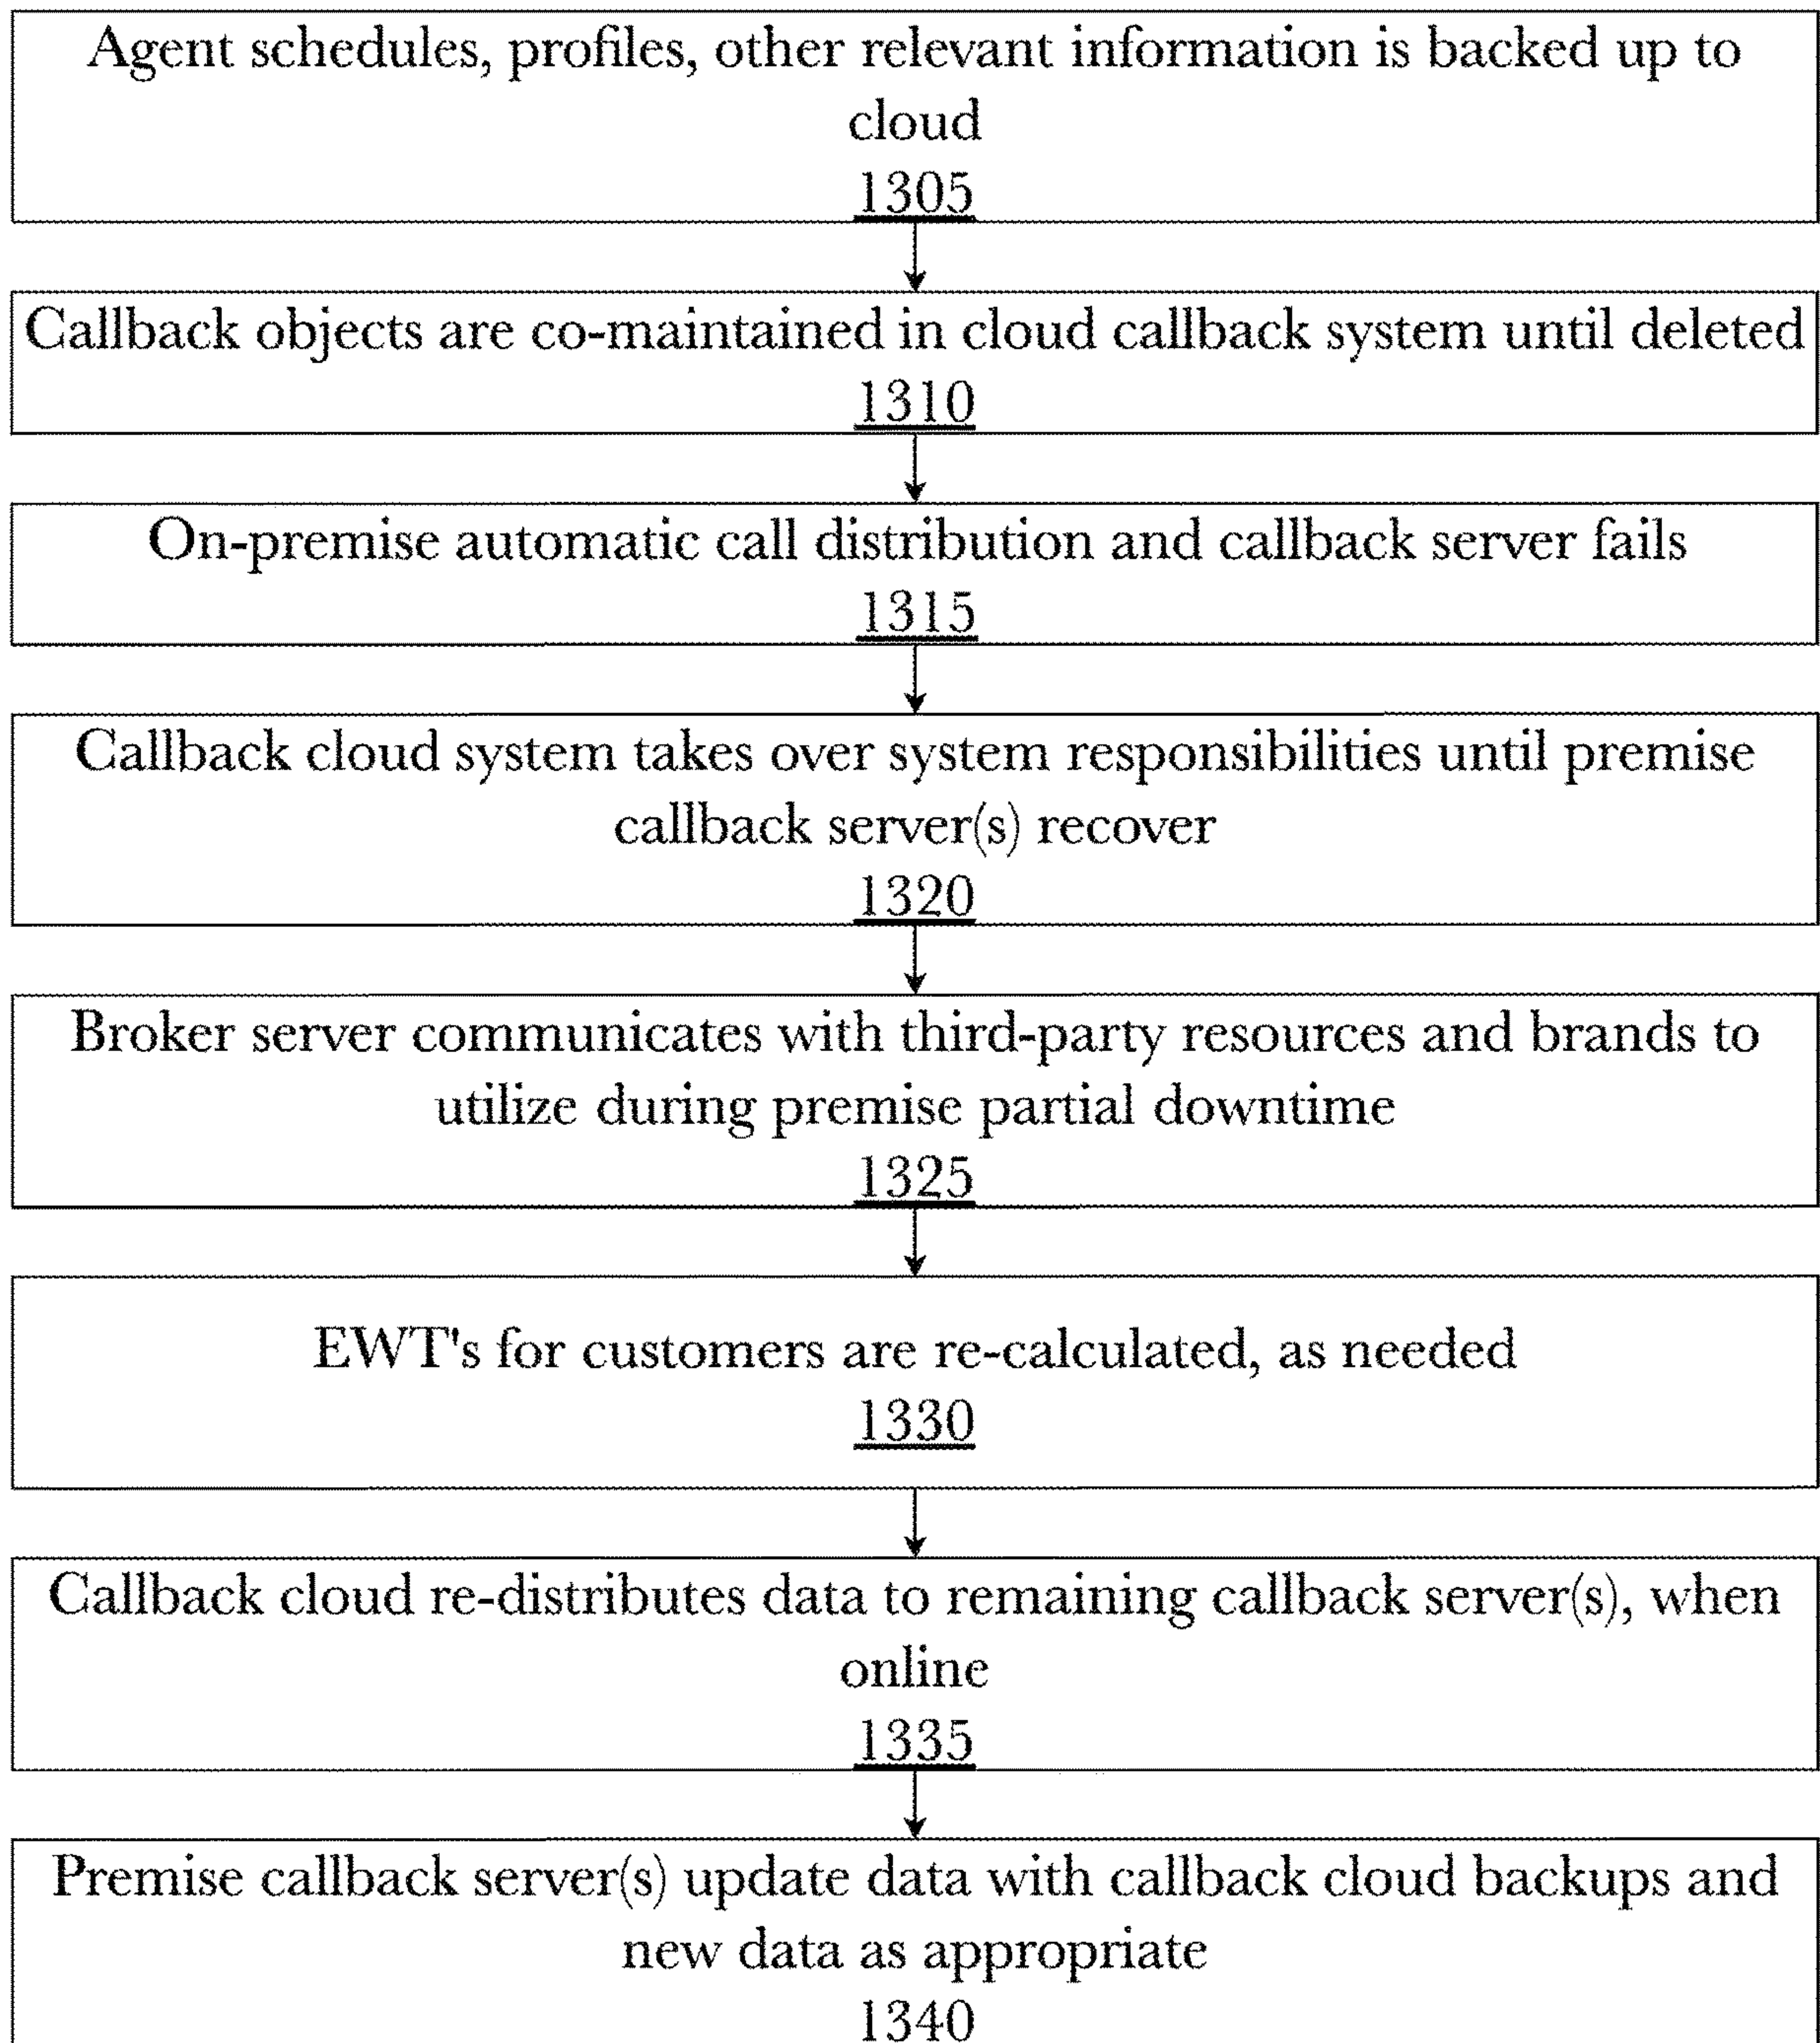 Agent schedules, profiles, other relevant information is backed up to
cloud
1305
Callback objects are co-maintained in cloud callback system until deleted
1310
On-premise automatic call distribution and callback server fails
1315
Callback cloud system takes over system responsibilities until premise
callback server(s) recover
1320
Broker server communicates with third-party resources and brands to
utilize during premise partial downtime
1325
EWT's for customers are re-calculated, as needed
1330
Callback cloud re-distributes data to remaining callback server(s), when
online
1335
Premise callback server(s) update data with callback cloud backups and
new data as appropriate
1340